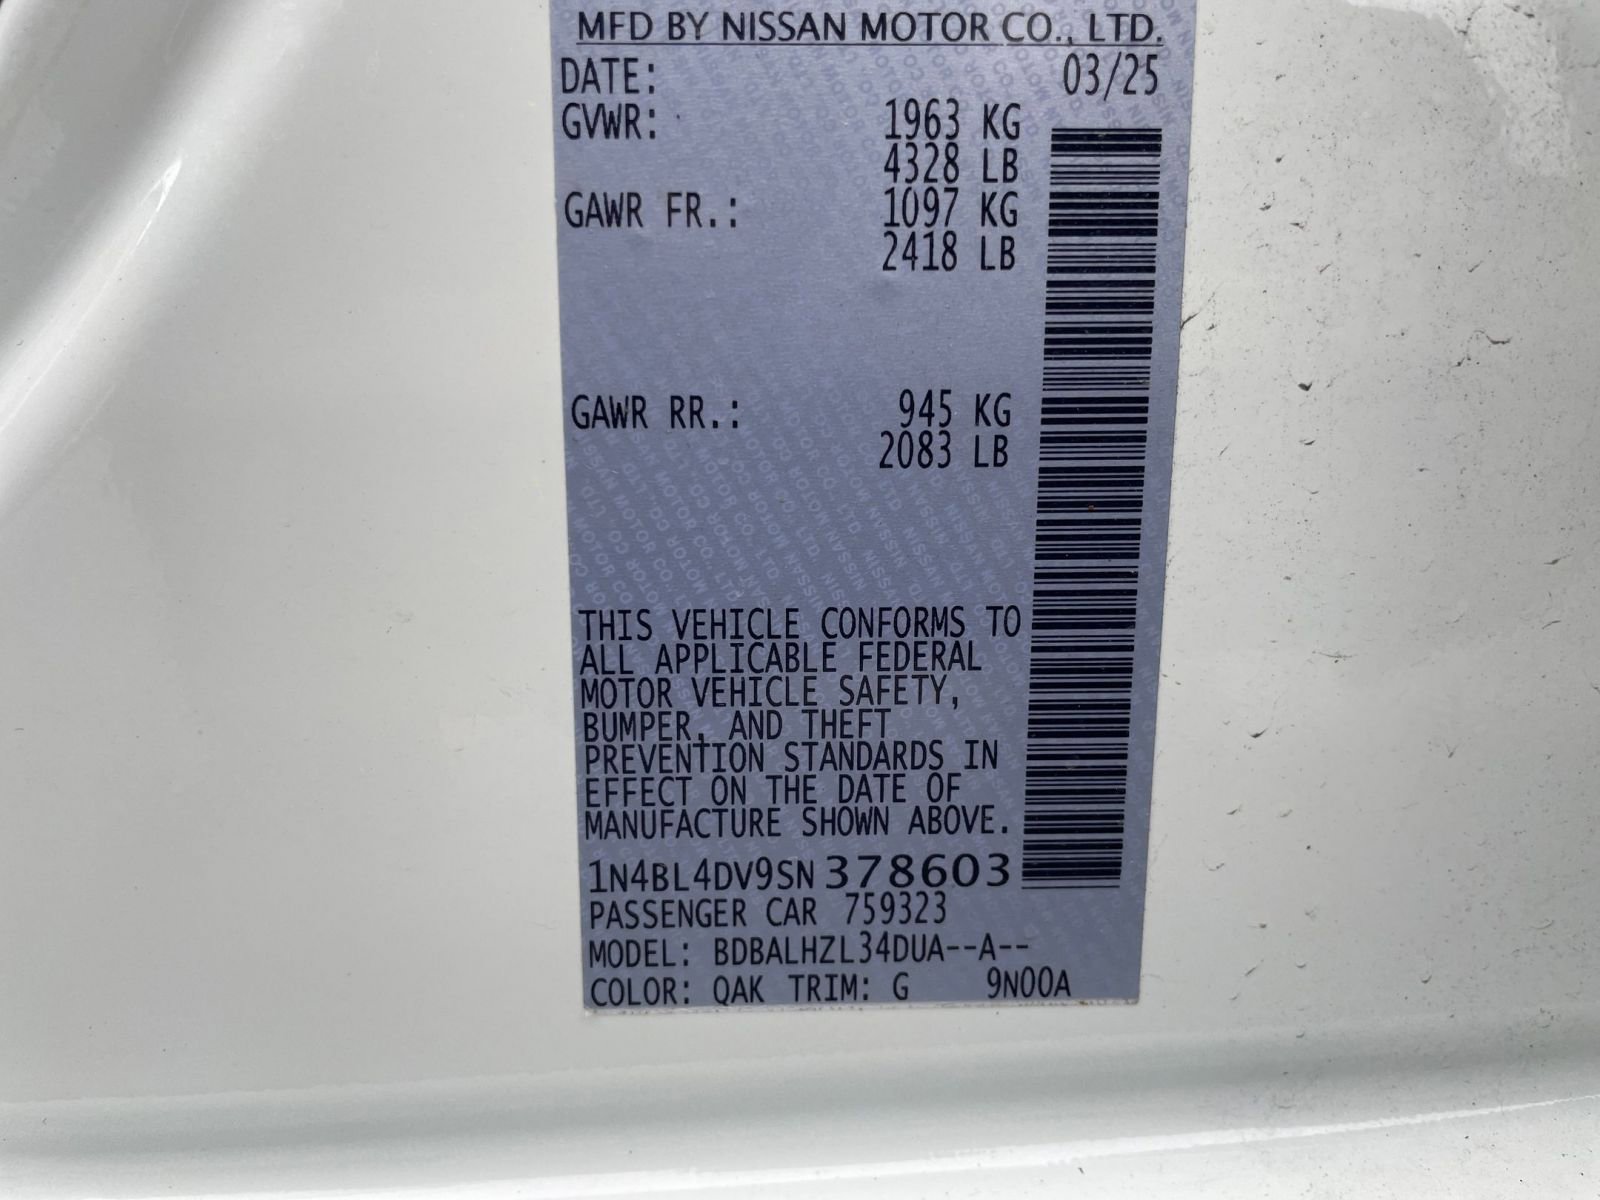 MFD BY NISSAN MOTOR CO., LTD.
DATE: 03/25
GVWR: 1963 KG
4328 LB
GAWR FR.: 1097 KG
2418 LB
GAWR RR.: 945 KG
2083 LB
THIS VEHICLE CONFORMS TO
ALL APPLICABLE FEDERAL
MOTOR VEHICLE SAFETY,
BUMPER, AND THEFT
PREVENTION STANDARDS IN
EFFECT ON THE DATE OF
MANUFACTURE SHOWN ABOVE.
1N4BL4DV9SN378603
PASSENGER CAR 759323
MODEL: BDBALHZL34DUA--A--
COLOR: QAK TRIM: G 9N00A